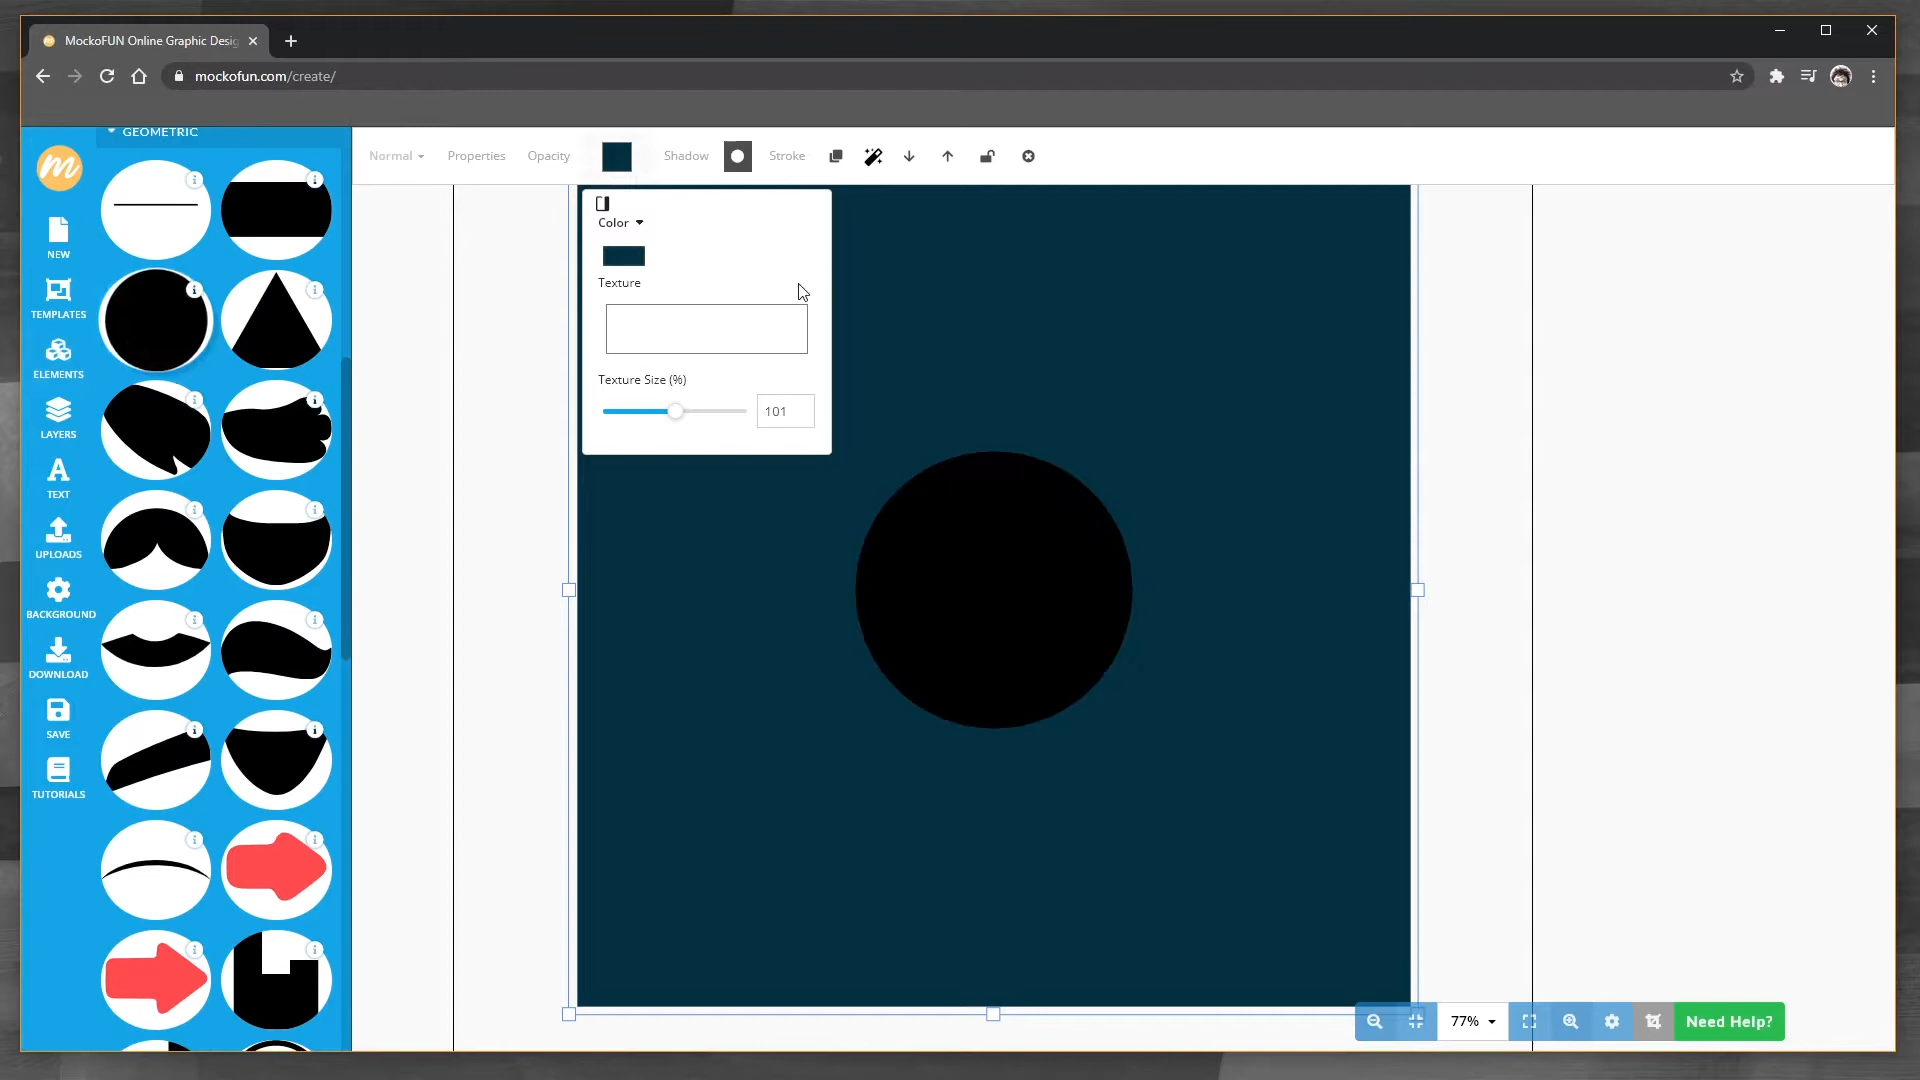 MockoFUN Online Graphic Desig
mockofun.com/create/
GEOMETRIC
Normal
Properties
Opacity
Shadow
Stroke
NEW
TEMPLATES
ELEMENTS
LAYERS
TEXT
UPLOADS
BACKGROUND
DOWNLOAD
SAVE
TUTORIALS
Color
Texture
Texture Size (%)
101
77%
Need Help?